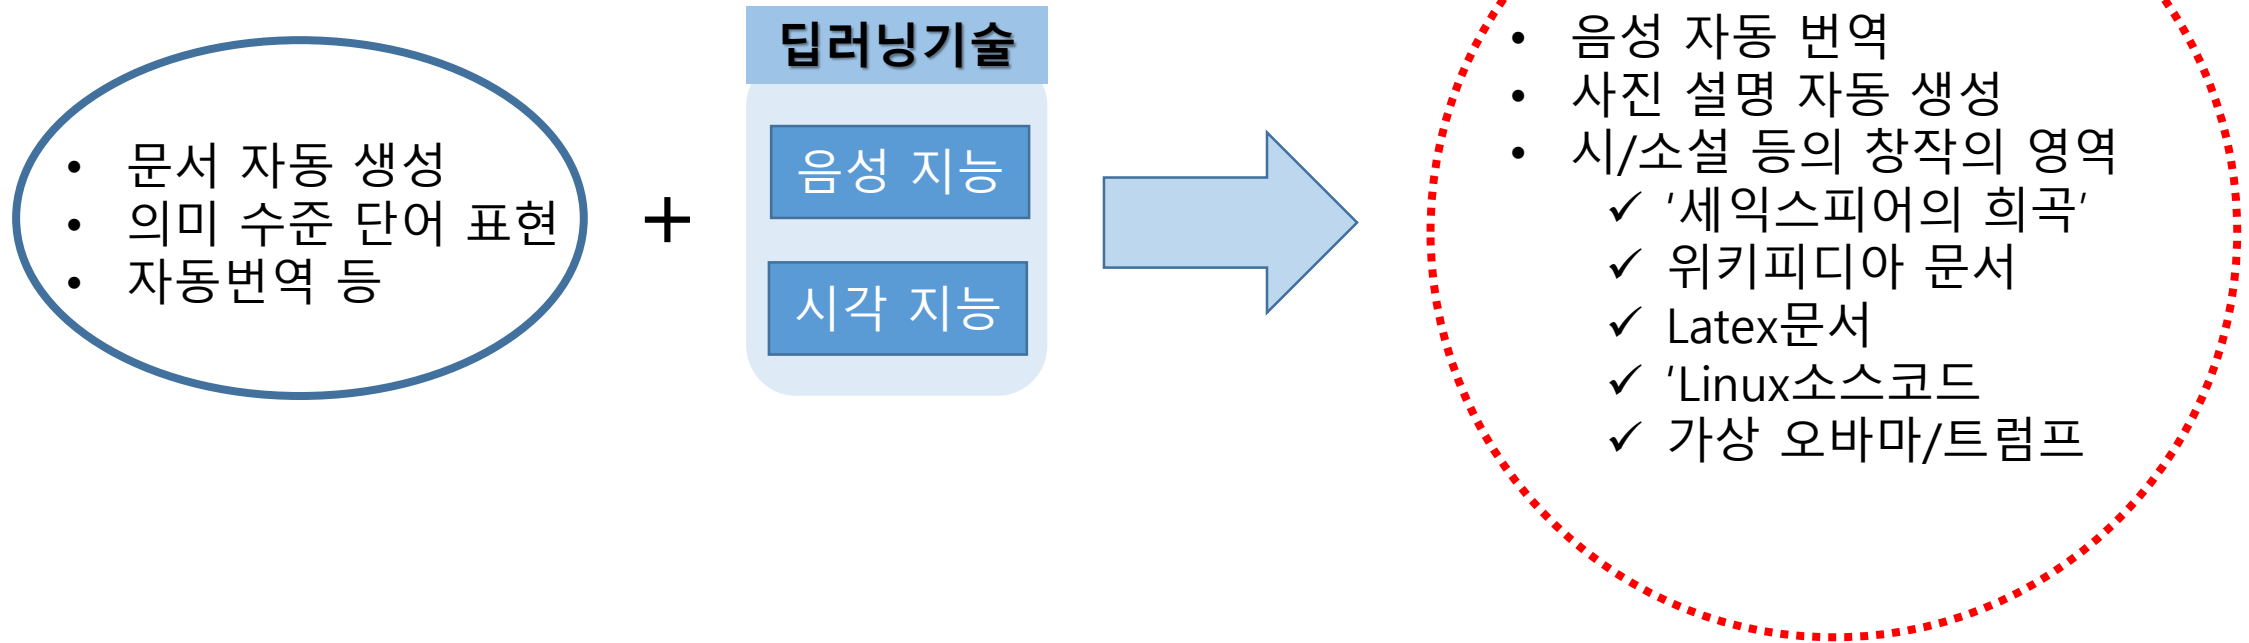 • 문서 자동 생성
• 의미 수준 단어 표현
• 자동번역 등
+
딥러닝기술
음성 지능
시각 지능
• 음성 자동 번역
• 사진 설명 자동 생성
• 시/소설 등의 창작의 영역
✓ '세익스피어의 희곡'
✓ 위키피디아 문서
✓ Latex문서
✓ 'Linux소스코드
✓ 가상 오바마/트럼프